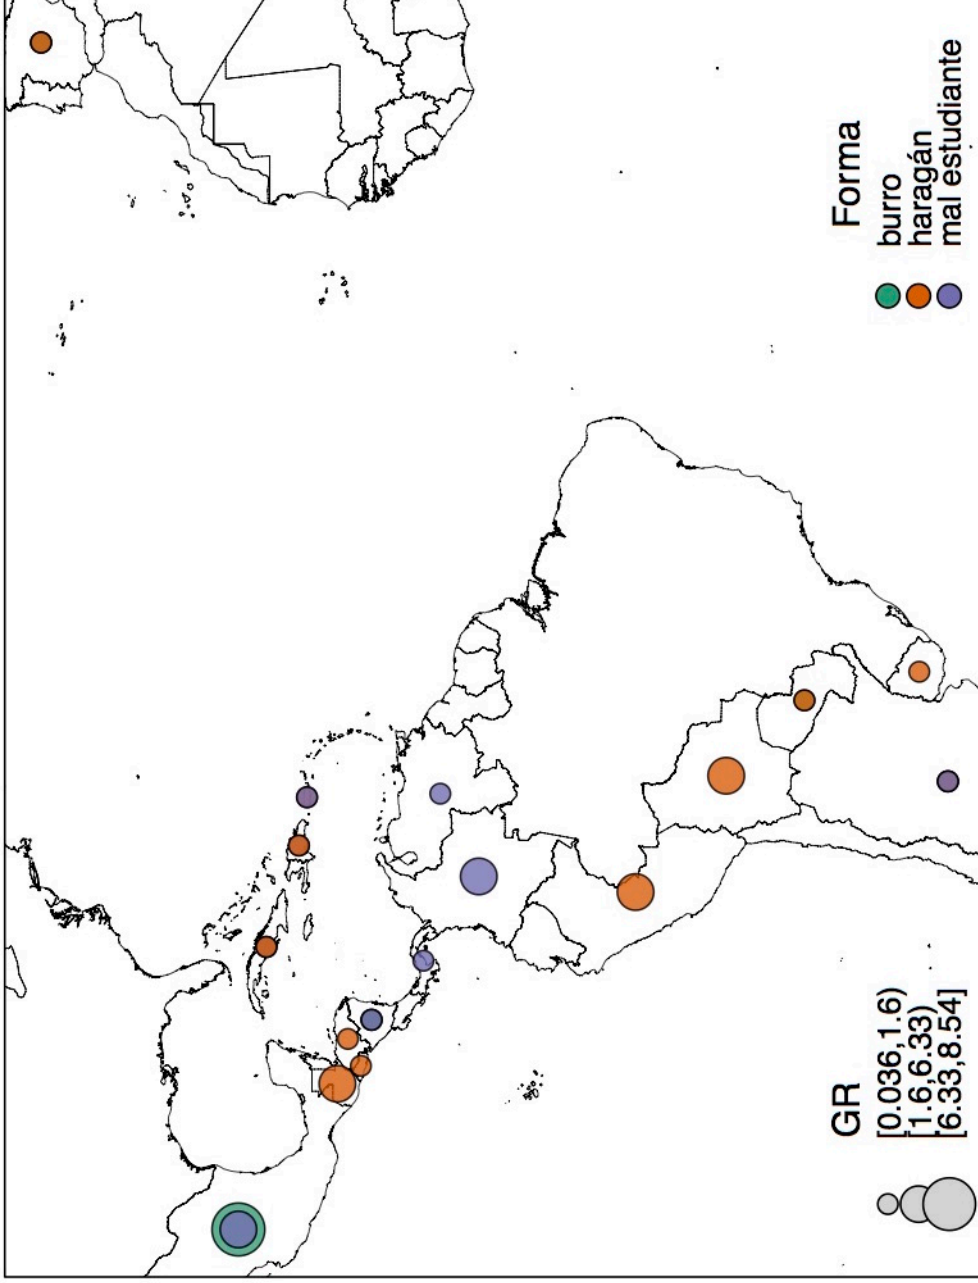 GR
[0.036,1.6)
[1.6,6.33)
[6.33,8.54]
Forma
burro
haragán
mal estudiante